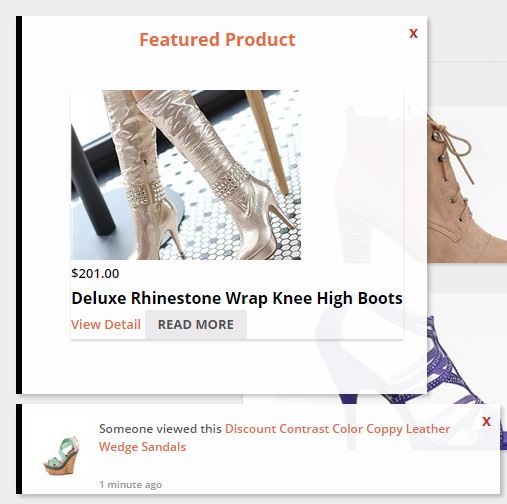 Featured Product
X
$201.00
Deluxe Rhinestone Wrap Knee High Boots
View Detail READ MORE
Someone viewed this Discount Contrast Color Coppy Leather
Wedge Sandals
X
1 minute ago